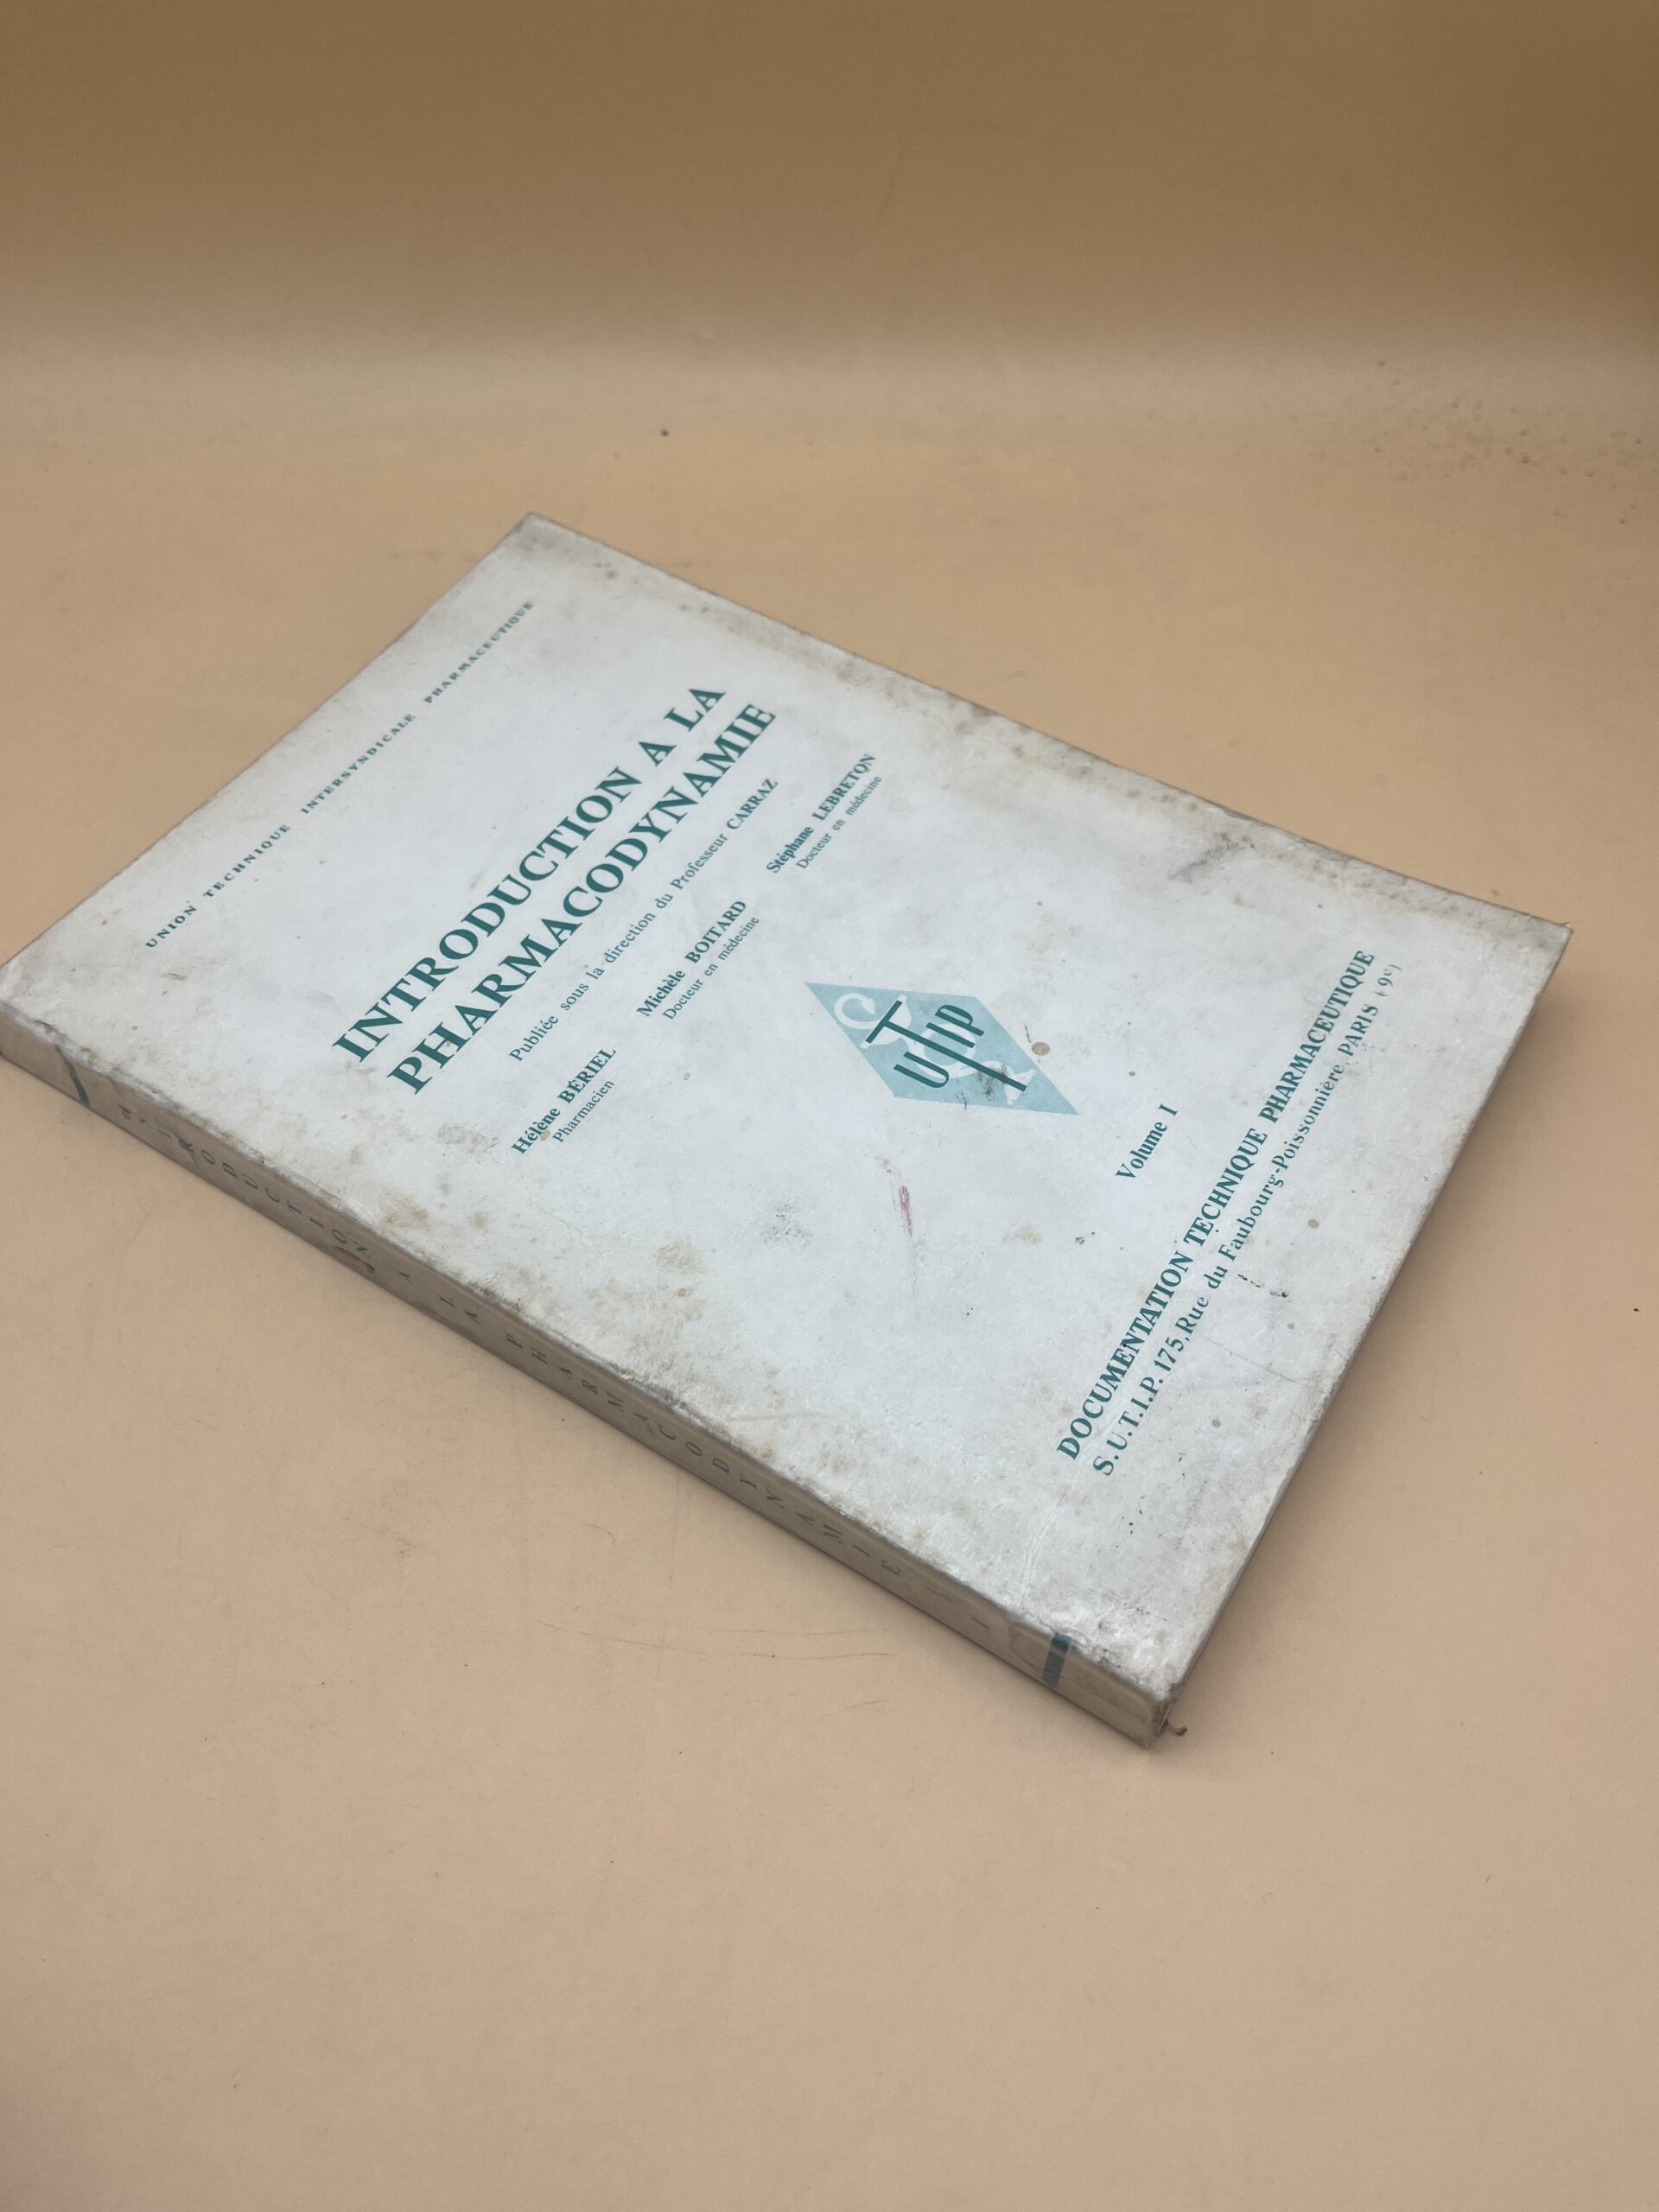 UNION TECHNIQUE INTERSYNDICALE PHARMACEUTIQUE
INTRODUCTION A LA
PHARMACODYNAMIE
Publiée sous la direction du Professeur CARRAZ
Hélène BÉRIEL
Pharmacien
Michèle BOITARD
Docteur en médecine
Stéphane LEBRETON
Docteur en médecine
UTIP
Volume I
DOCUMENTATION TECHNIQUE PHARMACEUTIQUE
S.U.T.I.P. 175, Rue du Faubourg-Poissonnière, PARIS (9e)
INTRODUCTION A LA PHARMACODYNAMIE I